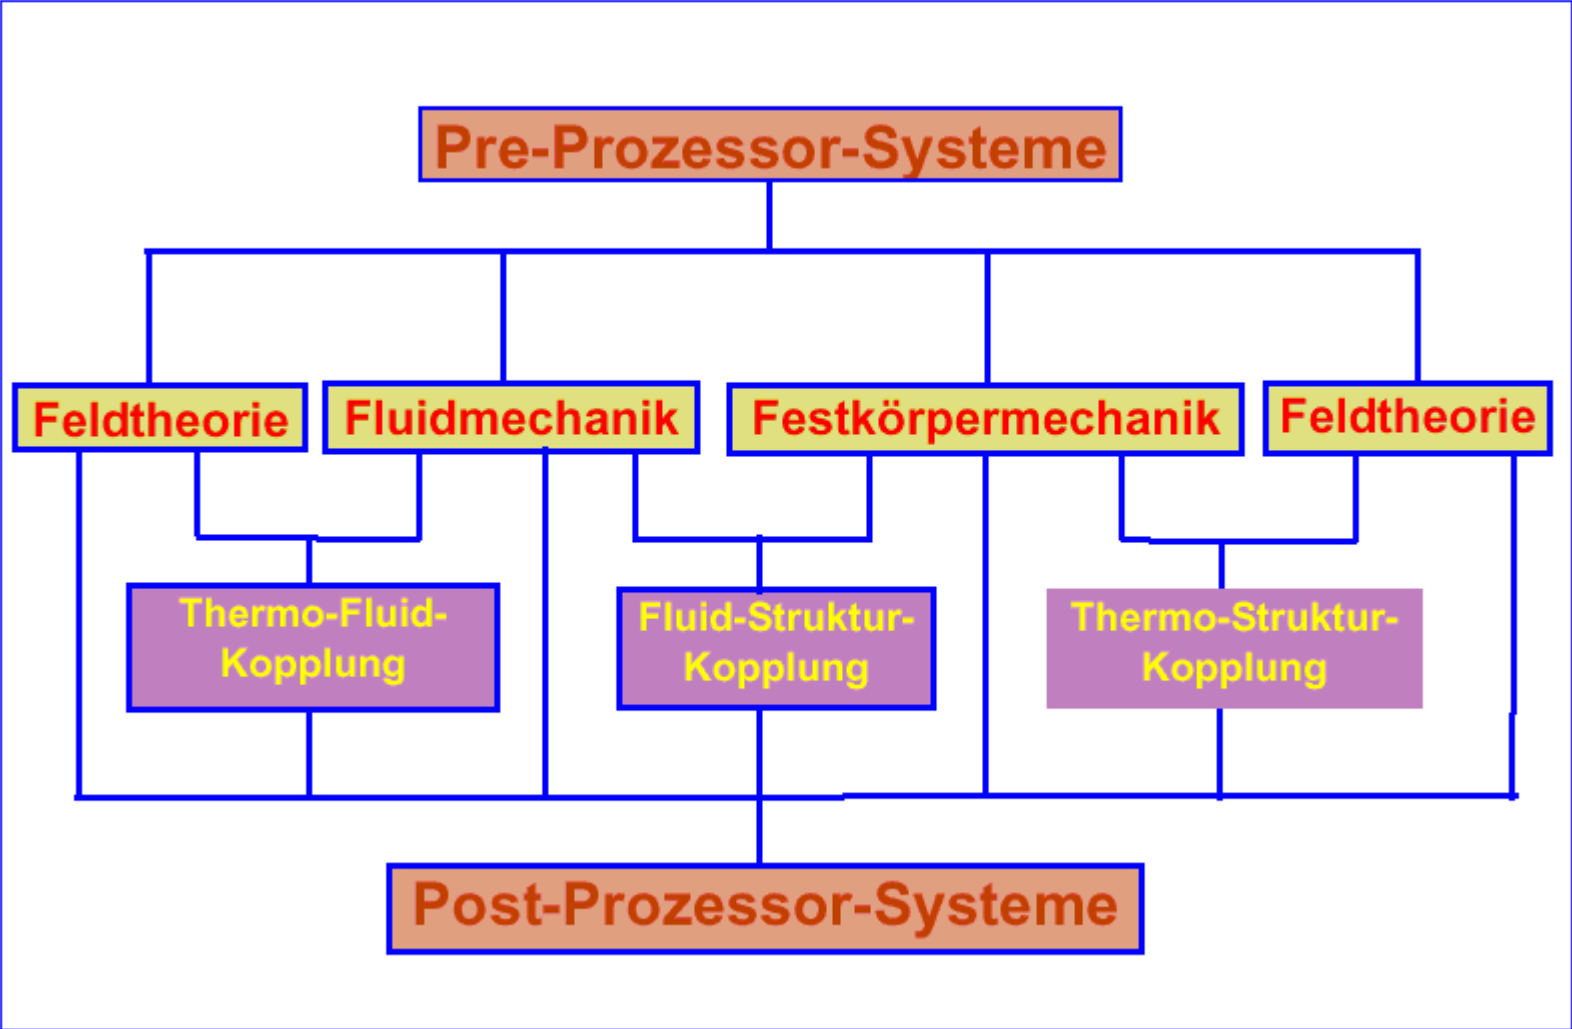 Pre-Prozessor-Systeme
Feldtheorie
Fluidmechanik
Festkörpermechanik
Feldtheorie
Thermo-Fluid-
Kopplung
Fluid-Struktur-
Kopplung
Thermo-Struktur-
Kopplung
Post-Prozessor-Systeme